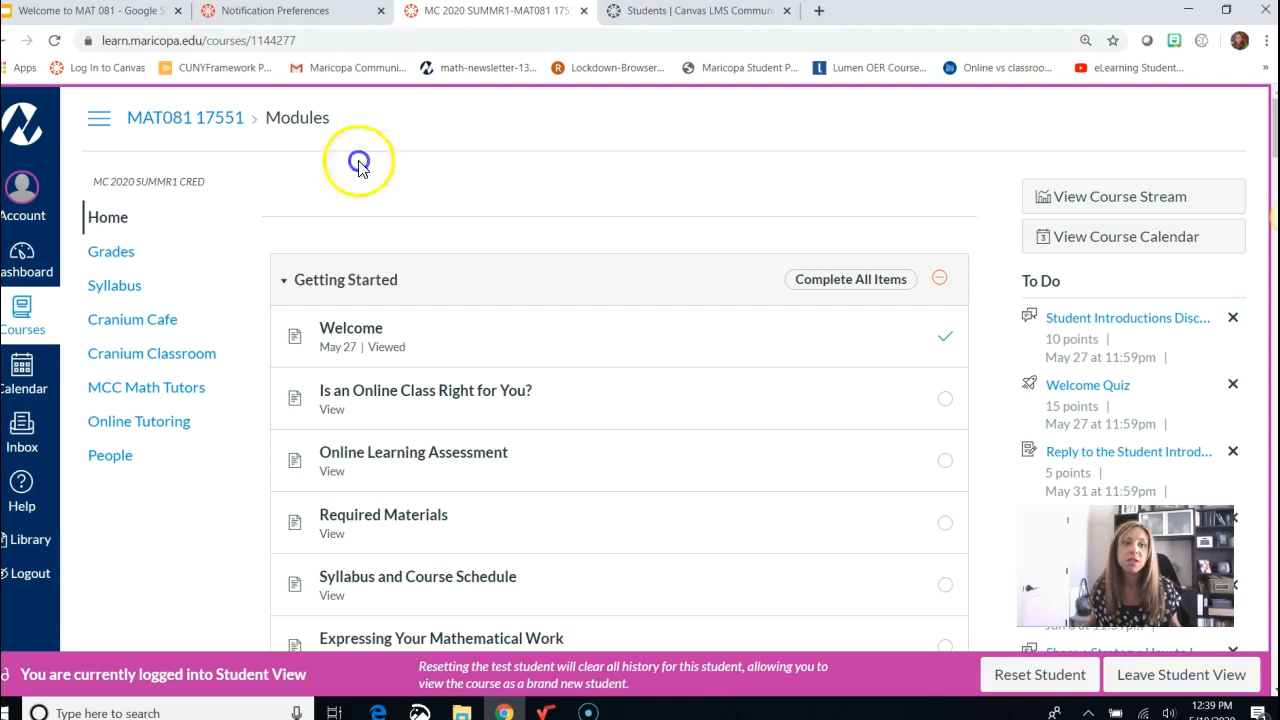 Welcome to MAT 081 - Google S
Notification Preferences
MC 2020 SUMMR1-MAT081 175
Students | Canvas LMS Commun
learn.maricopa.edu/courses/1144277
Apps
Log In to Canvas
CUNYFramework P...
Maricopa Communi...
math-newsletter-13...
Lockdown-Browser...
Maricopa Student P...
Lumen OER Course...
Online vs classroo...
eLearning Student...
»
MAT081 17551 › Modules
MC 2020 SUMMR1 CRED
Home
Grades
Syllabus
Cranium Cafe
Cranium Classroom
MCC Math Tutors
Online Tutoring
People
Account
ashboard
Courses
Calendar
Inbox
Help
Library
Logout
Getting Started
Complete All Items
Welcome
May 27 | Viewed
Is an Online Class Right for You?
View
Online Learning Assessment
View
Required Materials
View
Syllabus and Course Schedule
View
Expressing Your Mathematical Work
View Course Stream
3 View Course Calendar
To Do
Student Introductions Disc...
10 points |
May 27 at 11:59pm |
Welcome Quiz
15 points |
May 27 at 11:59pm |
Reply to the Student Introd...
5 points |
May 31 at 11:59pm |
You are currently logged into Student View
Resetting the test student will clear all history for this student, allowing you to
view the course as a brand new student.
Reset Student
Leave Student View
Type here to search
12:39 PM